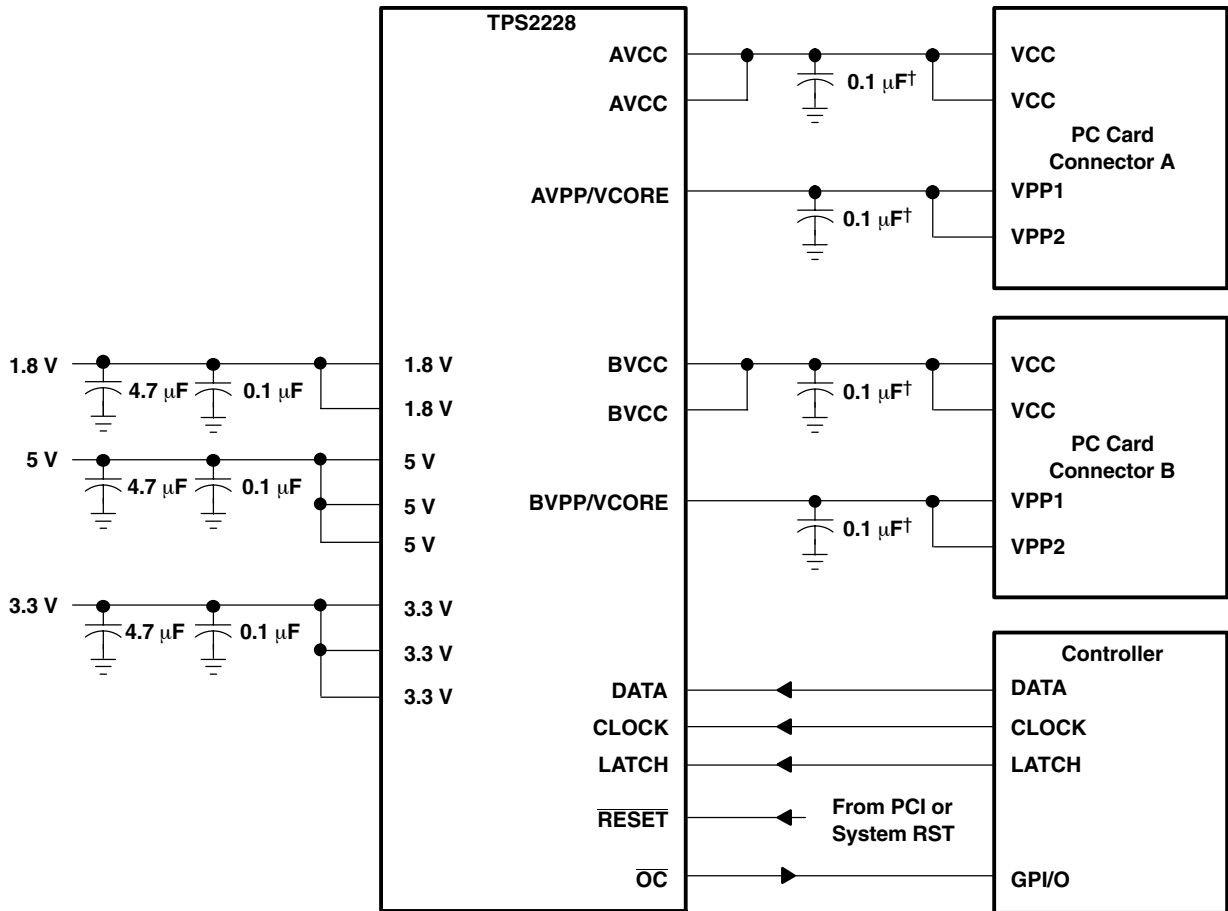 TPS2228
AVCC
AVCC
AVPP/VCORE
0.1 μF†
0.1 μF†
VCC
VCC
PC Card
Connector A
VPP1
VPP2
1.8 V
4.7 μF
0.1 μF
1.8 V
1.8 V
5 V
4.7 μF
0.1 μF
5 V
5 V
5 V
3.3 V
4.7 μF
0.1 μF
3.3 V
3.3 V
3.3 V
BVCC
BVCC
BVPP/VCORE
0.1 μF†
0.1 μF†
VCC
VCC
PC Card
Connector B
VPP1
VPP2
DATA
CLOCK
LATCH
RESET
OC
From PCI or
System RST
Controller
DATA
CLOCK
LATCH
GPI/O